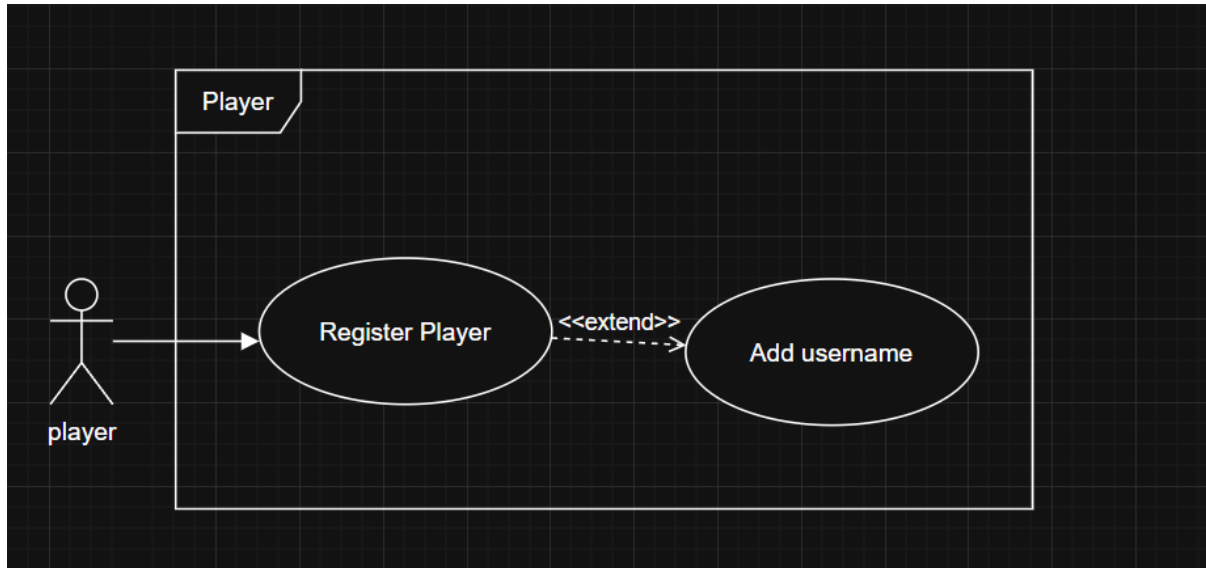 Player
Register Player
<<extend>>
Add username
player